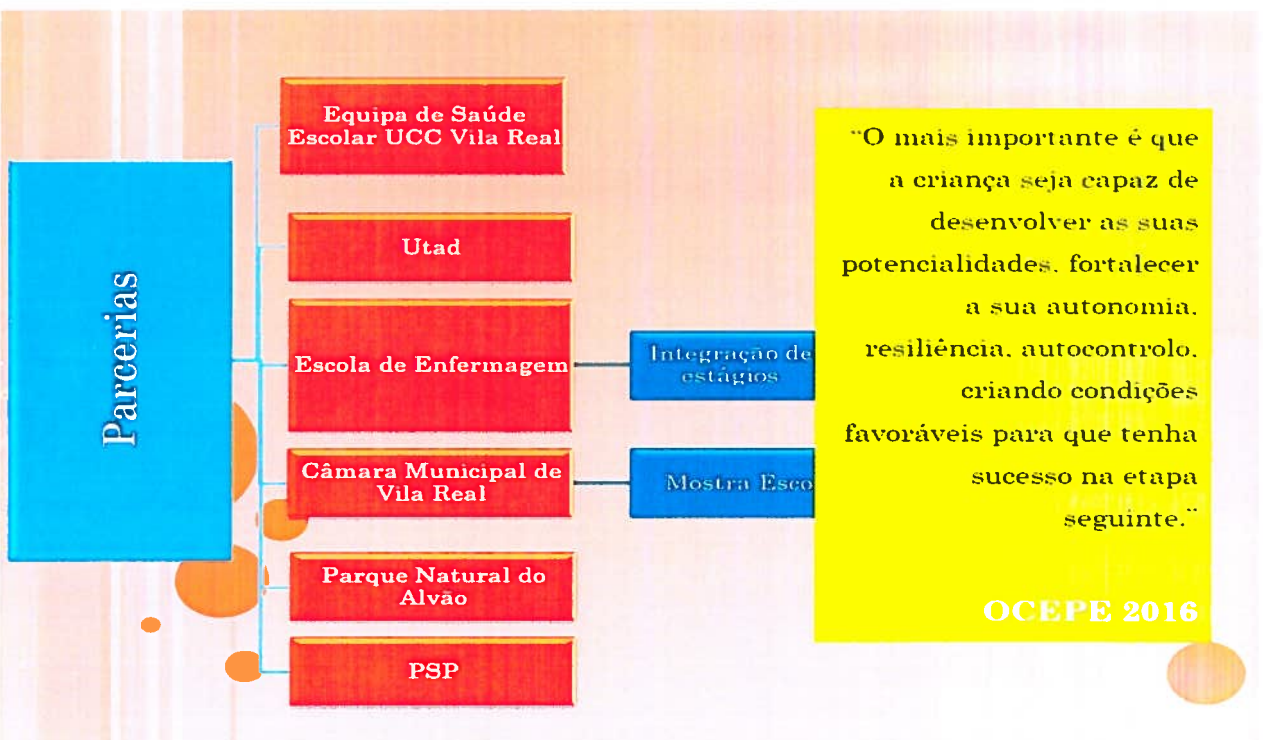 Parcerias
Equipa de Saúde
Escolar UCC Vila Real
Utad
Escola de Enfermagem
Integração de
estágios
Câmara Municipal de
Vila Real
Mostra Esco
Parque Natural do
Alvão
PSP
"O mais importante é que
a criança seja capaz de
desenvolver as suas
potencialidades, fortalecer
a sua autonomia,
resiliência, autocontrolo,
criando condições
favoráveis para que tenha
sucesso na etapa
seguinte."
OCEPE 2016